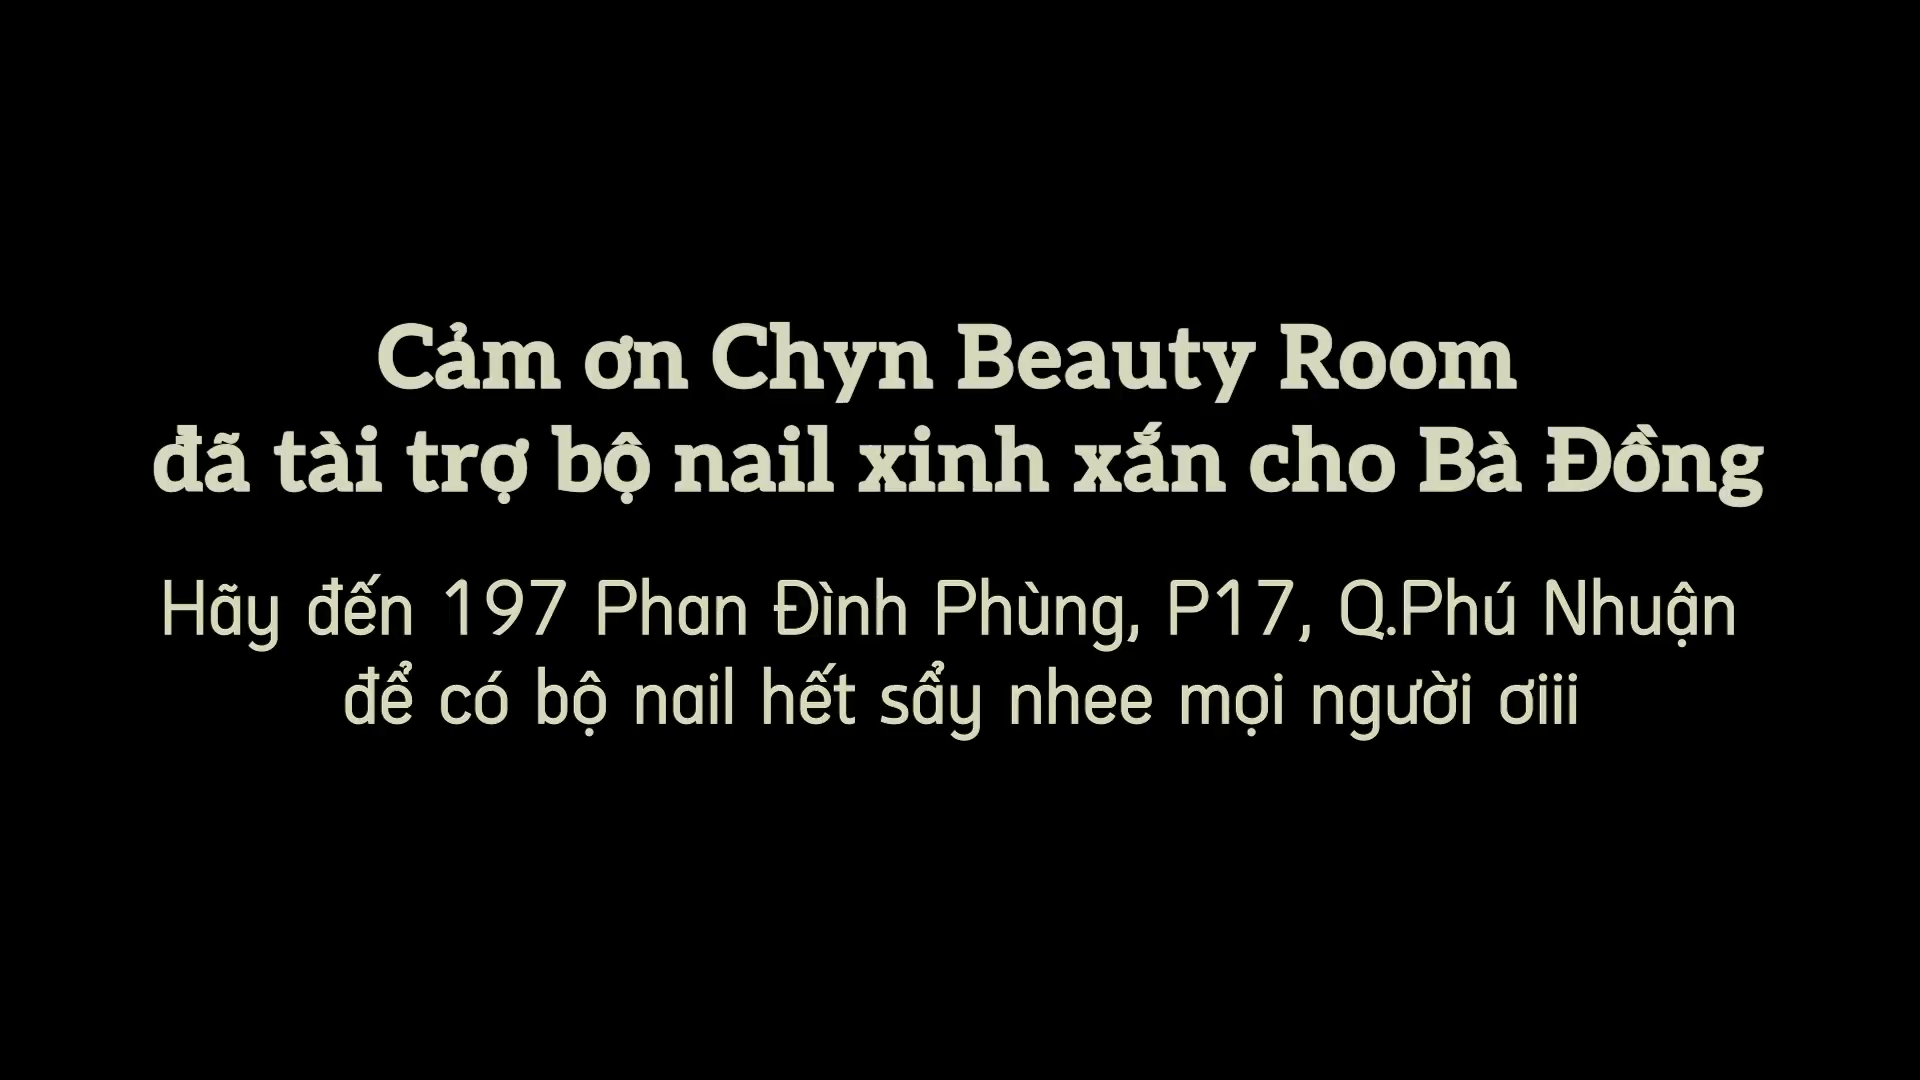 Cảm ơn Chyn Beauty Room
đã tài trợ bộ nail xinh xắn cho Bà Đồng
Hãy đến 197 Phan Đình Phùng, P17, Q.Phú Nhuận
để có bộ nail hết sẩy nhee mọi người ơiii